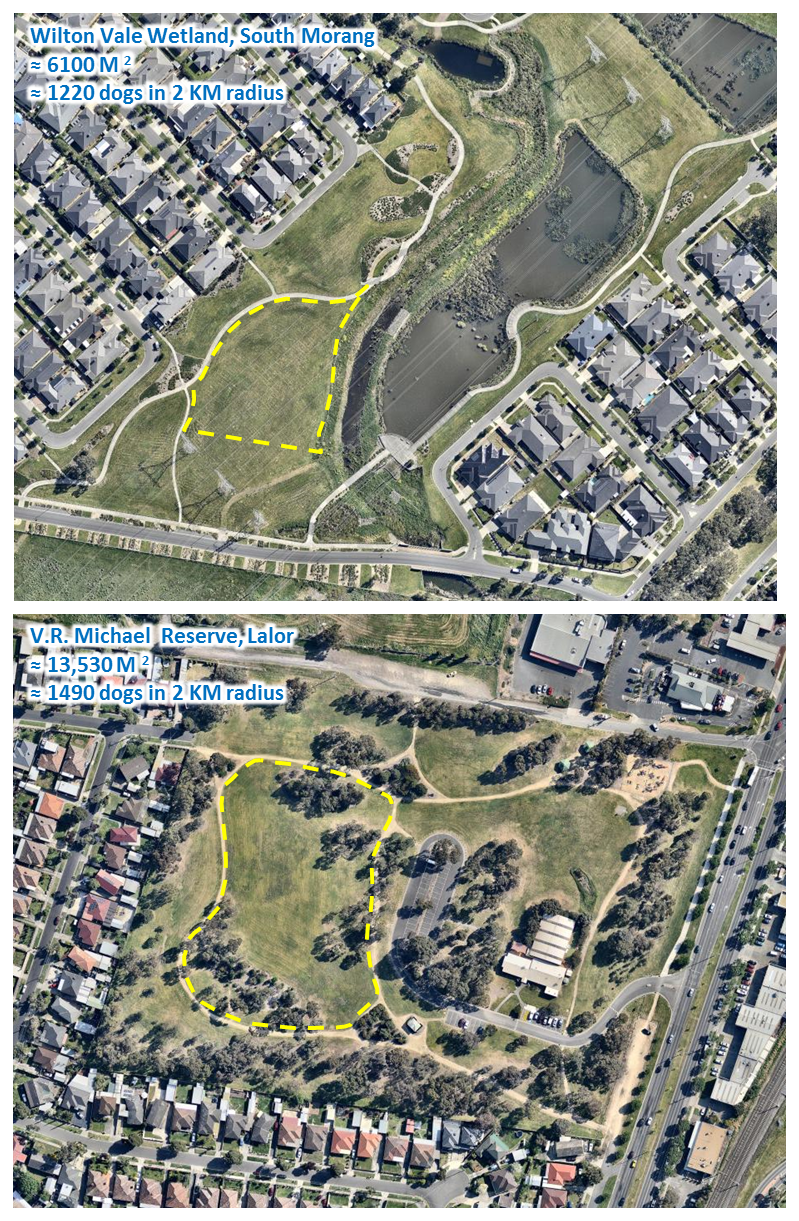 Wilton Vale Wetland, South Morang
≈ 6100 M ²
≈ 1220 dogs in 2 KM radius
V.R. Michael Reserve, Lalor
≈ 13,530 M ²
≈ 1490 dogs in 2 KM radius